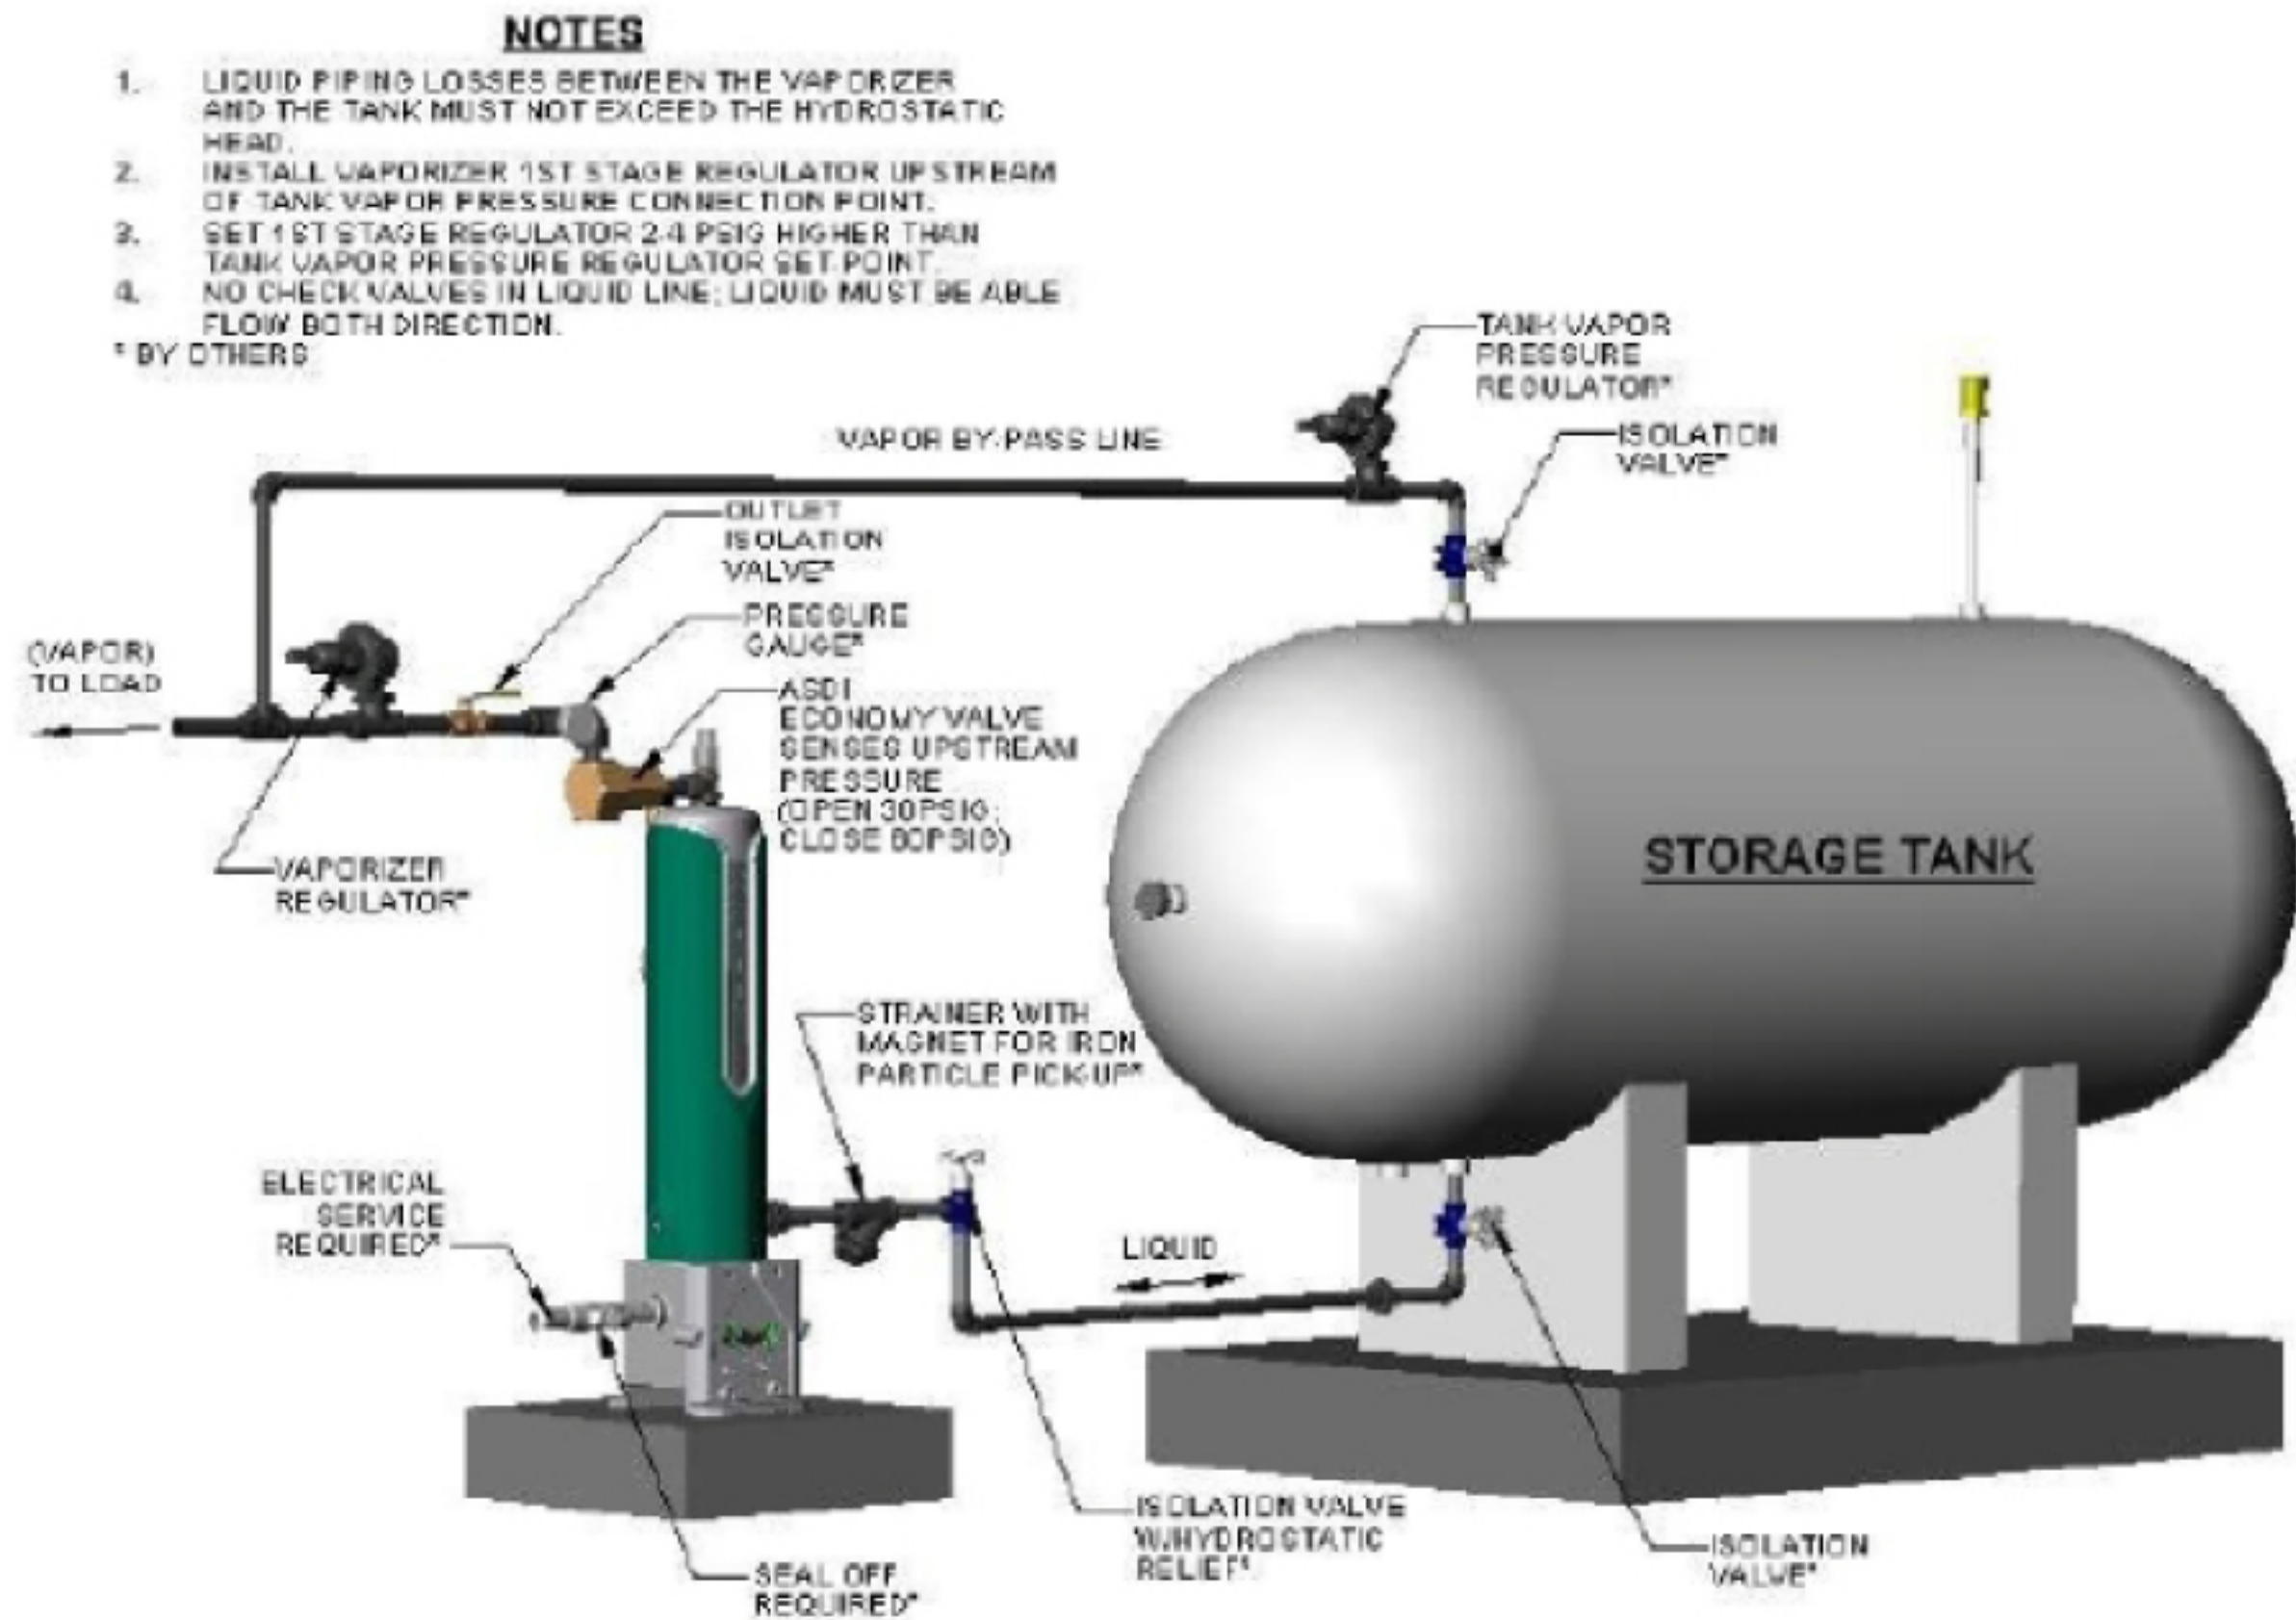 NOTES
1. LIQUID PIPING LOSSES BETWEEN THE VAPORIZER
AND THE TANK MUST NOT EXCEED THE HYDROSTATIC
HEAD.
2. INSTALL VAPORIZER 1ST STAGE REGULATOR UPSTREAM
OF TANK VAPOR PRESSURE CONNECTION POINT.
3. SET 1ST STAGE REGULATOR 2-4 PSIG HIGHER THAN
TANK VAPOR PRESSURE REGULATOR SET-POINT.
4. NO CHECK VALVES IN LIQUID LINE; LIQUID MUST BE ABLE
FLOW BOTH DIRECTION.
* BY OTHERS
TANK VAPOR
PRESSURE
REGULATOR*
ISOLATION
VALVE*
VAPOR BY-PASS LINE
OUTLET
ISOLATION
VALVE*
PRESSURE
GAUGE*
(VAPOR)
TO LOAD
ECONOMY VALVE
SENSES UPSTREAM
PRESSURE
(OPEN 30PSIG;
CLOSE PSIG)
STORAGE TANK
VAPORIZER
REGULATOR*
STRAINER WITH
MAGNET FOR IRON
PARTICLE PICK-UP*
ELECTRICAL
SERVICE
REQUIRED*
LIQUID
ISOLATION VALVE
W/HYDROSTATIC
RELIEF*
ISOLATION
VALVE*
SEAL OFF
REQUIRED*